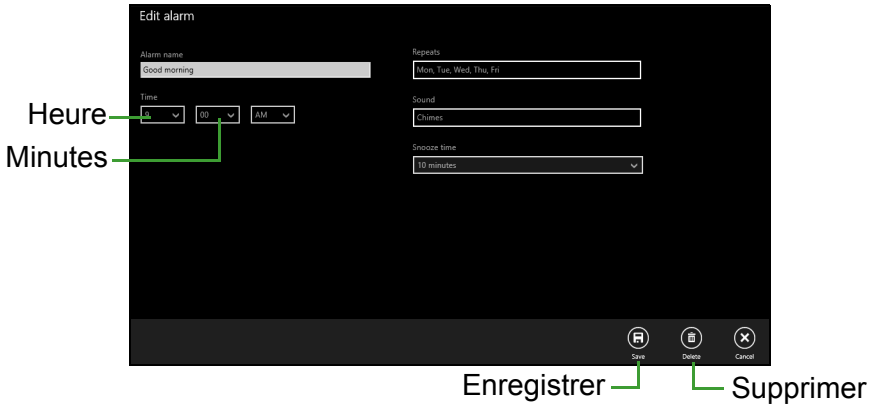 Edit alarm
Alarm name
Good morning
Time
9 00 AM
Repeats
Mon, Tue, Wed, Thu, Fri
Sound
Chimes
Snooze time
10 minutes
Heure
Minutes
Save Delete Cancel
Enregistrer Supprimer